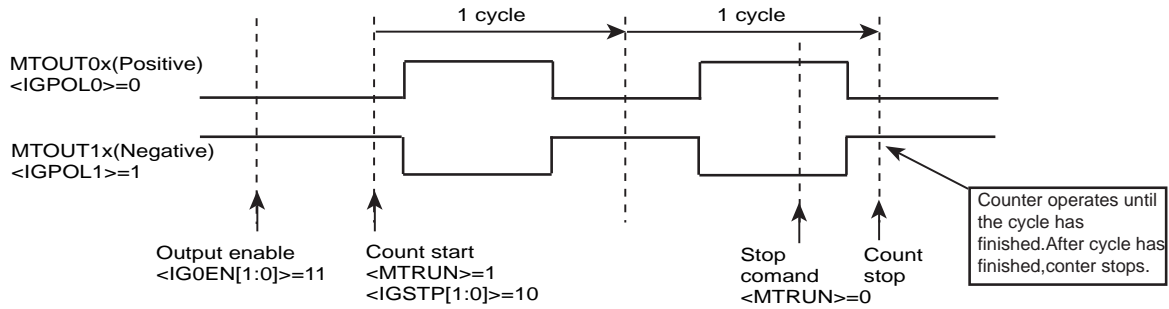 1 cycle
1 cycle
MTOUT0x(Positive)
<IGPOL0>=0
MTOUT1x(Negative)
<IGPOL1>=1
Output enable
<IG0EN[1:0]>=11
Count start
<MTRUN>=1
<IGSTP[1:0]>=10
Stop
comand
<MTRUN>=0
Count
stop
Counter operates until
the cycle has
finished.After cycle has
finished,conter stops.